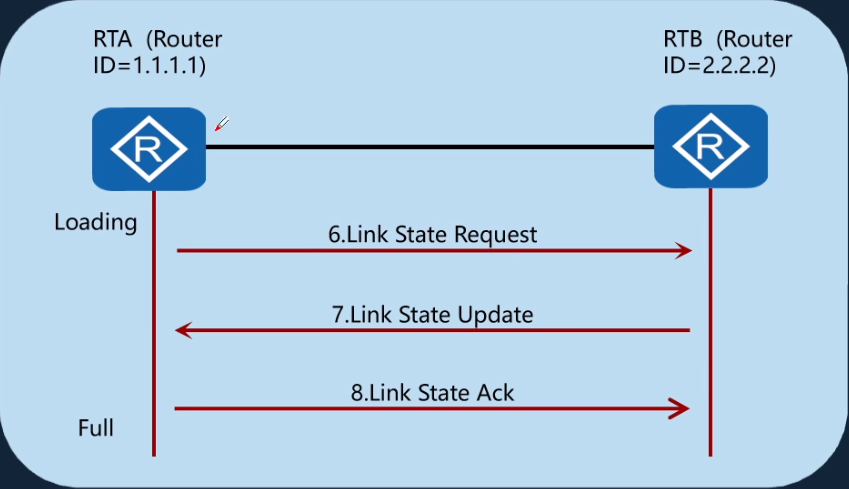 RTA (Router
ID=1.1.1.1)
RTB (Router
ID=2.2.2.2)
R
R
Loading
6.Link State Request
7.Link State Update
8.Link State Ack
Full